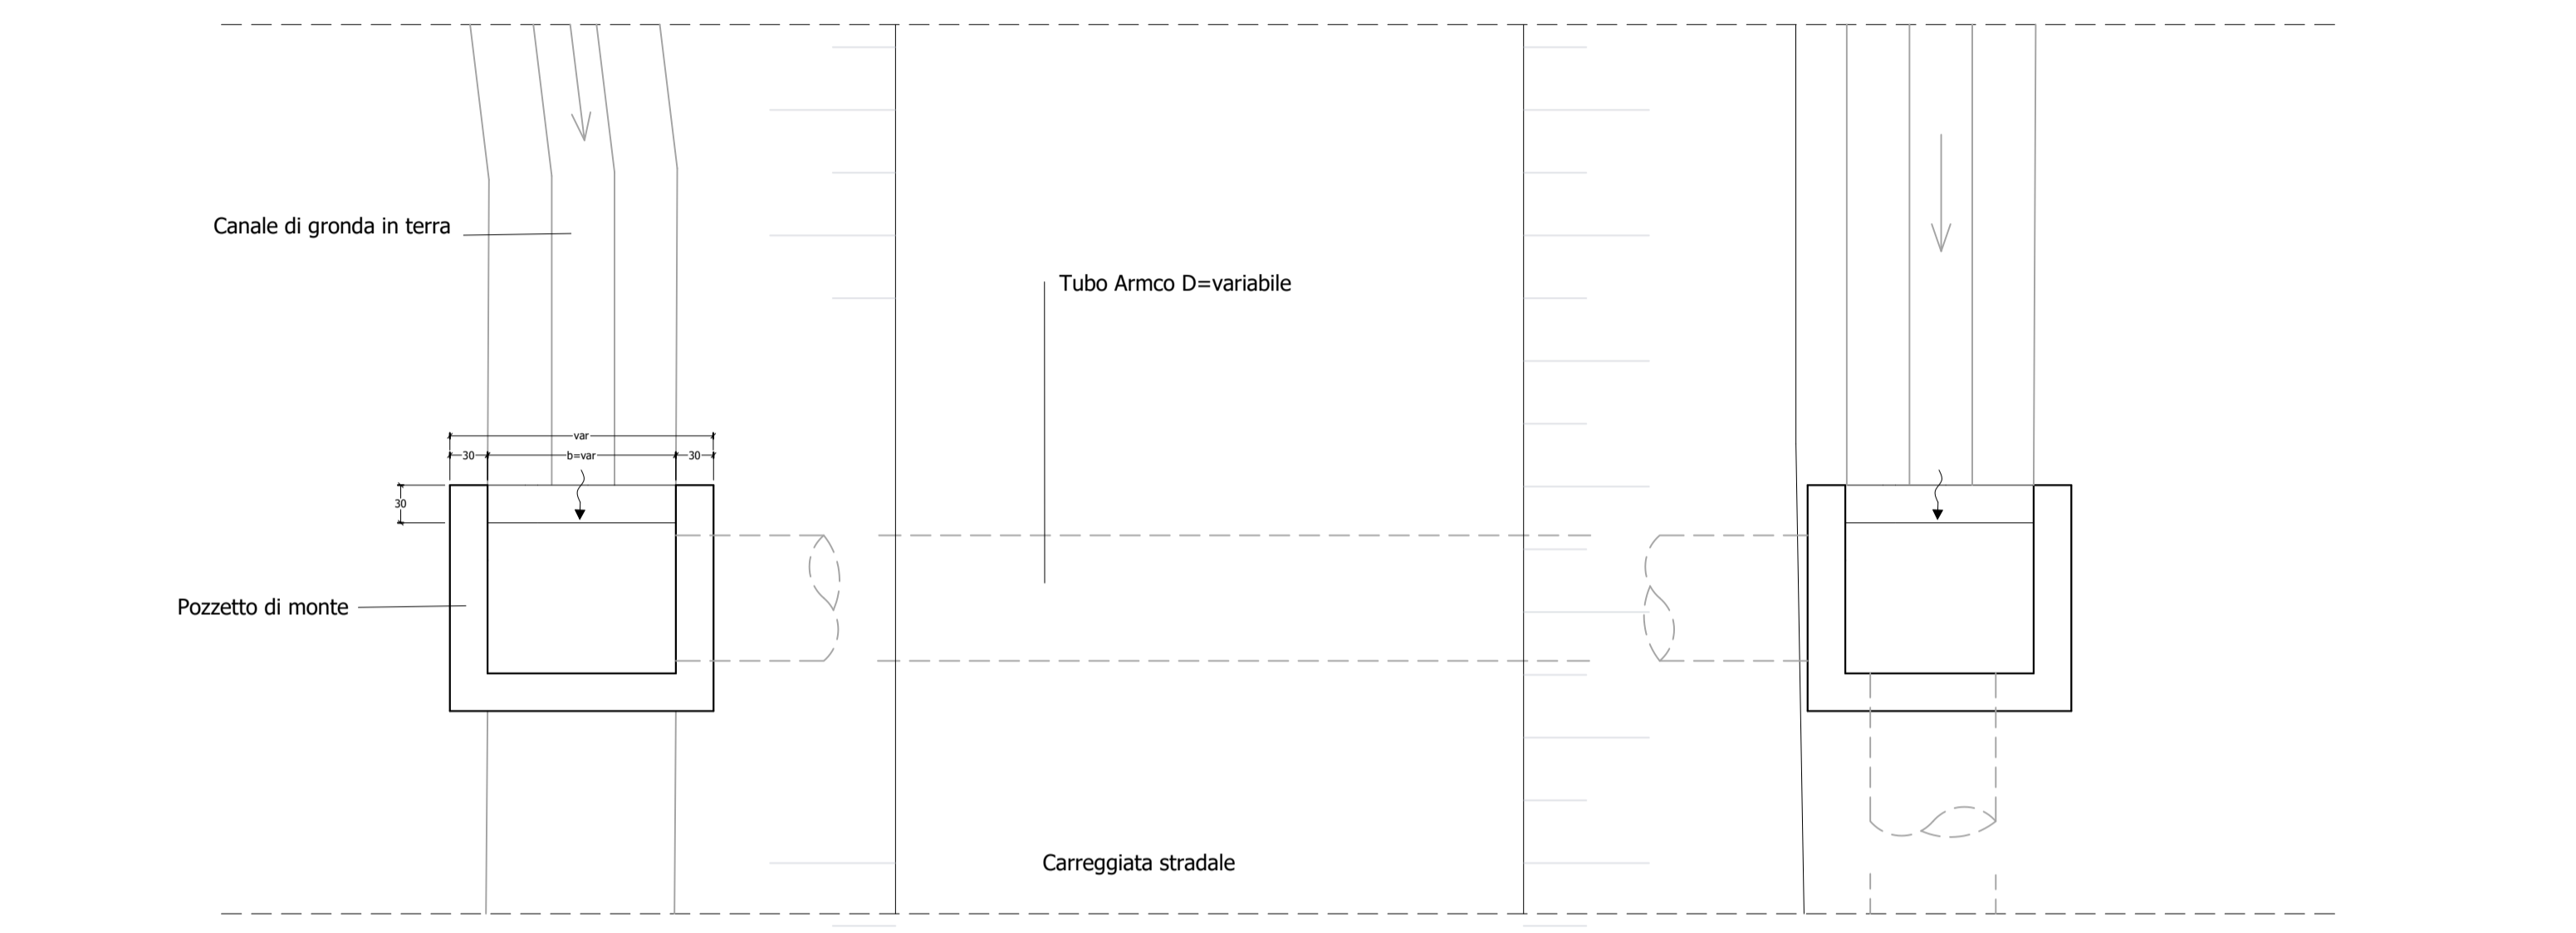 Canale di gronda in terra
Tubo Armco D=variabile
var
30
b=var
30
30
Pozzetto di monte
Carreggiata stradale